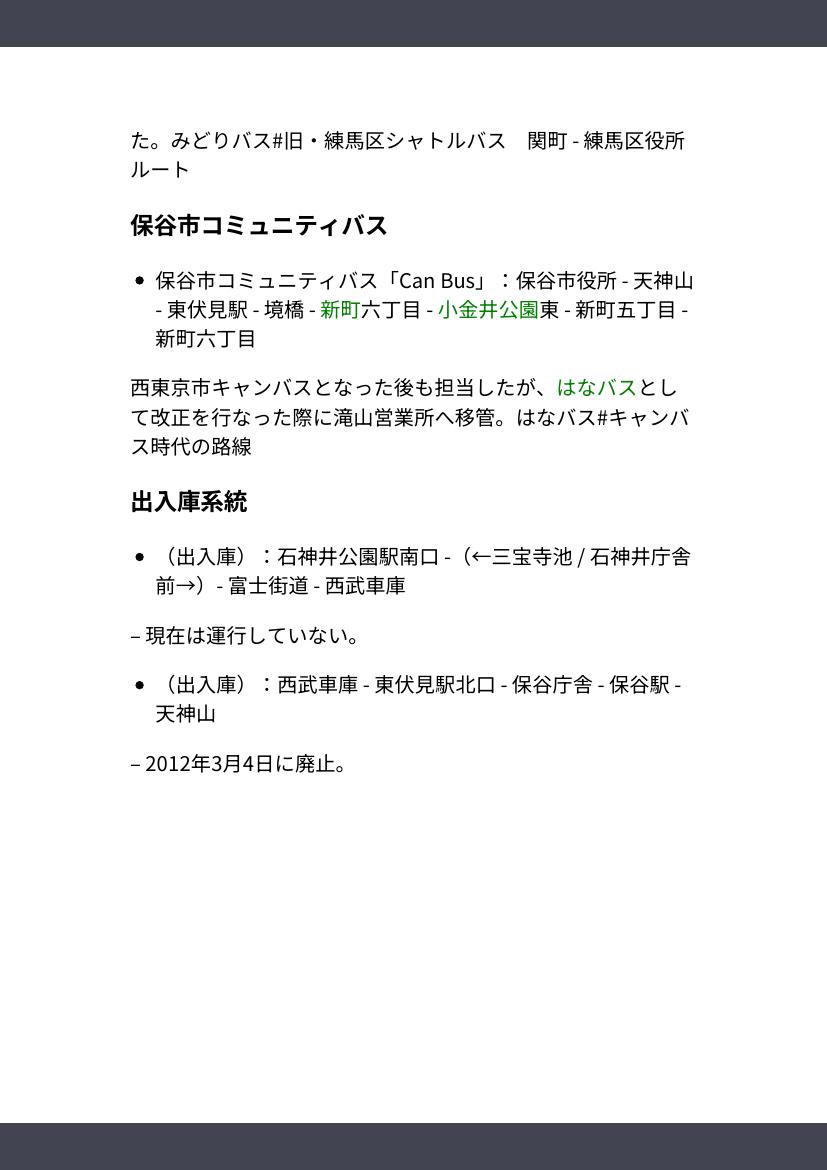 た。みどりバス#旧・練馬区シャトルバス　関町 - 練馬区役所
ルート
保谷市コミュニティバス
• 保谷市コミュニティバス「Can Bus」：保谷市役所 - 天神山
- 東伏見駅 - 境橋 - 新町六丁目 - 小金井公園東 - 新町五丁目 -
新町六丁目
西東京市キャンバスとなった後も担当したが、はなバスとし
て改正を行なった際に滝山営業所へ移管。はなバス#キャンバ
ス時代の路線
出入庫系統
• （出入庫）：石神井公園駅南口 -（←三宝寺池 / 石神井庁舎
前→）- 富士街道 - 西武車庫
– 現在は運行していない。
• （出入庫）：西武車庫 - 東伏見駅北口 - 保谷庁舎 - 保谷駅 -
天神山
– 2012年3月4日に廃止。